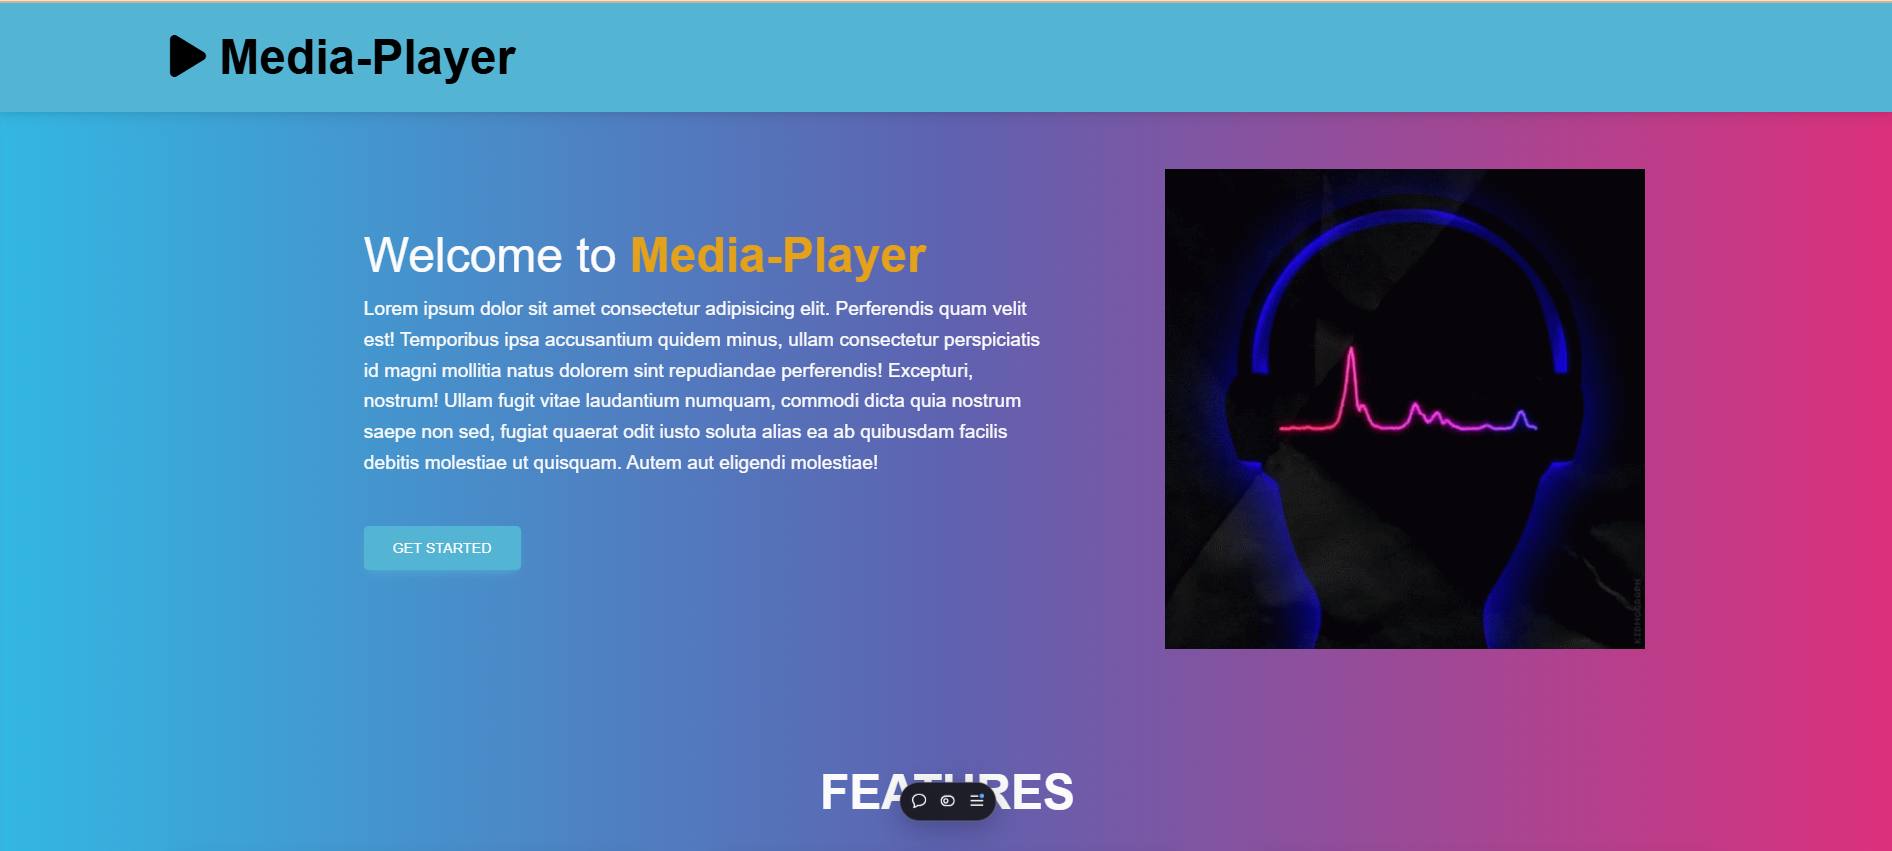 Media-Player
Welcome to Media-Player
Lorem ipsum dolor sit amet consectetur adipisicing elit. Perferendis quam velit
est! Temporibus ipsa accusantium quidem minus, ullam consectetur perspiciatis
id magni mollitia natus dolorem sint repudiandae perferendis! Excepturi,
nostrum! Ullam fugit vitae laudantium numquam, commodi dicta quia nostrum
saepe non sed, fugiat quaerat odit iusto soluta alias ea ab quibusdam facilis
debitis molestiae ut quisquam. Autem aut eligendi molestiae!
GET STARTED
FEATURES